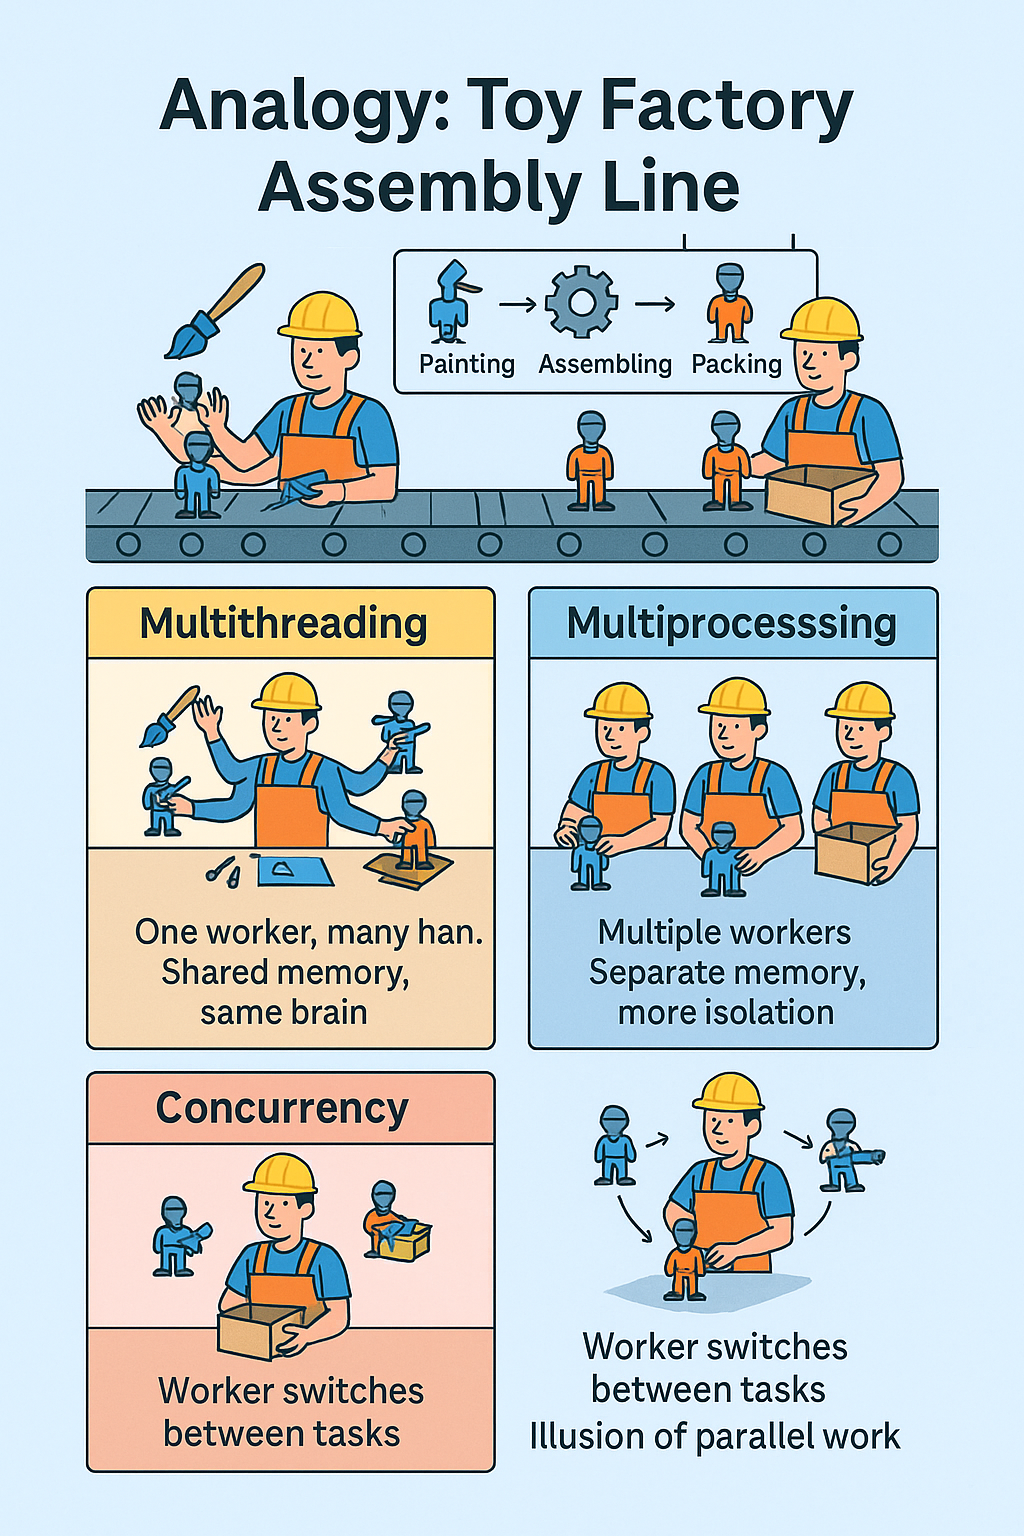 Analogy: Toy Factory
Assembly Line
Painting
Assembling
Packing
Multithreading
One worker, many han.
Shared memory,
same brain
Multiprocesssing
Multiple workers
Separate memory,
more isolation
Concurrency
Worker switches
between tasks
Worker switches
between tasks
Illusion of parallel work